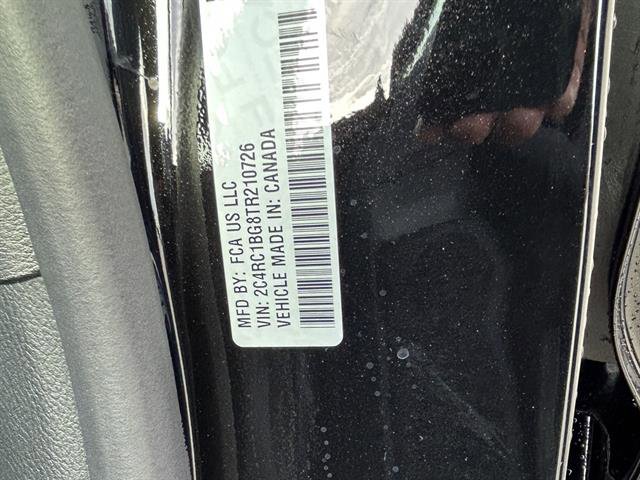 MFD BY: FCA US LLC
VIN: 2C4RC1BG8TR210726
VEHICLE MADE IN: CANADA